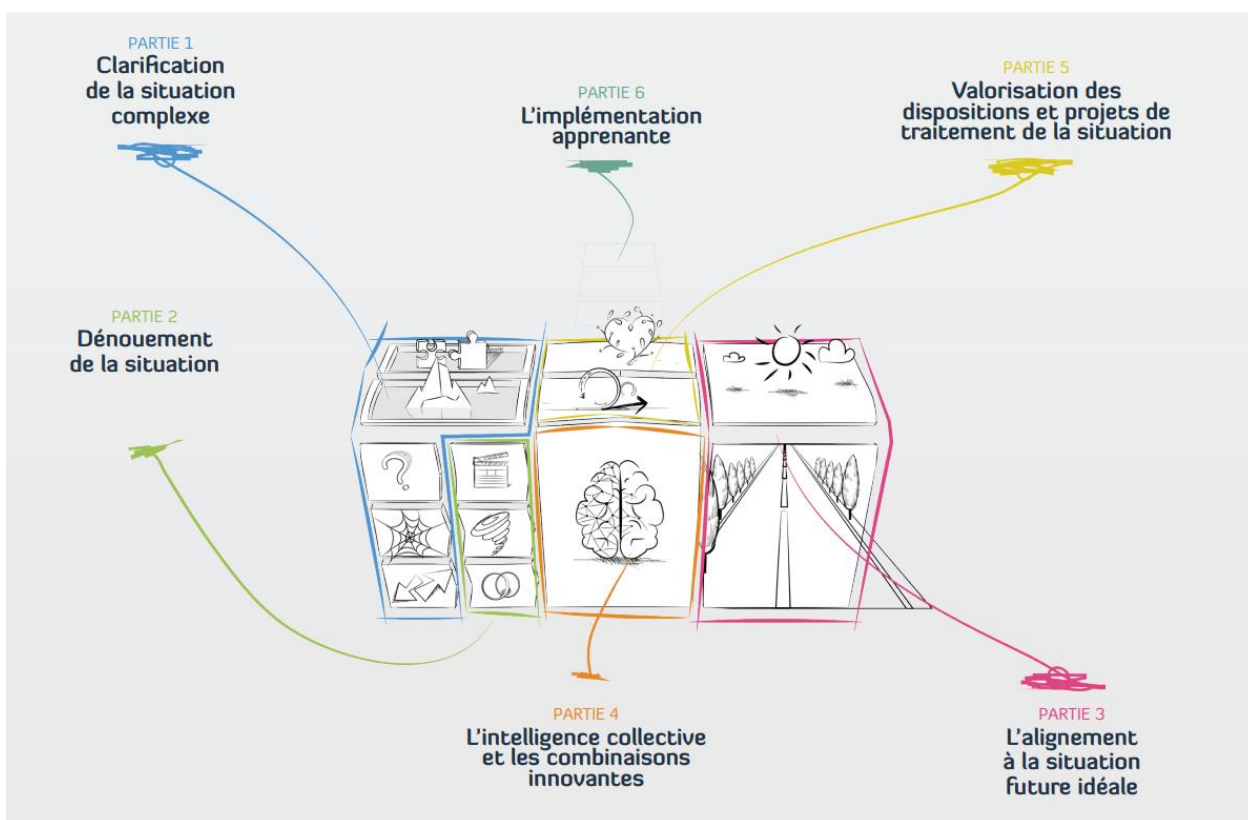 PARTIE 1
Clarification
de la situation
complexe
PARTIE 6
L'implémentation
apprenante
PARTIE 5
Valorisation des
dispositions et projets de
traitement de la situation
PARTIE 2
Dénouement
de la situation
PARTIE 4
L'intelligence collective
et les combinaisons
innovantes
PARTIE 3
L'alignement
à la situation
future idéale